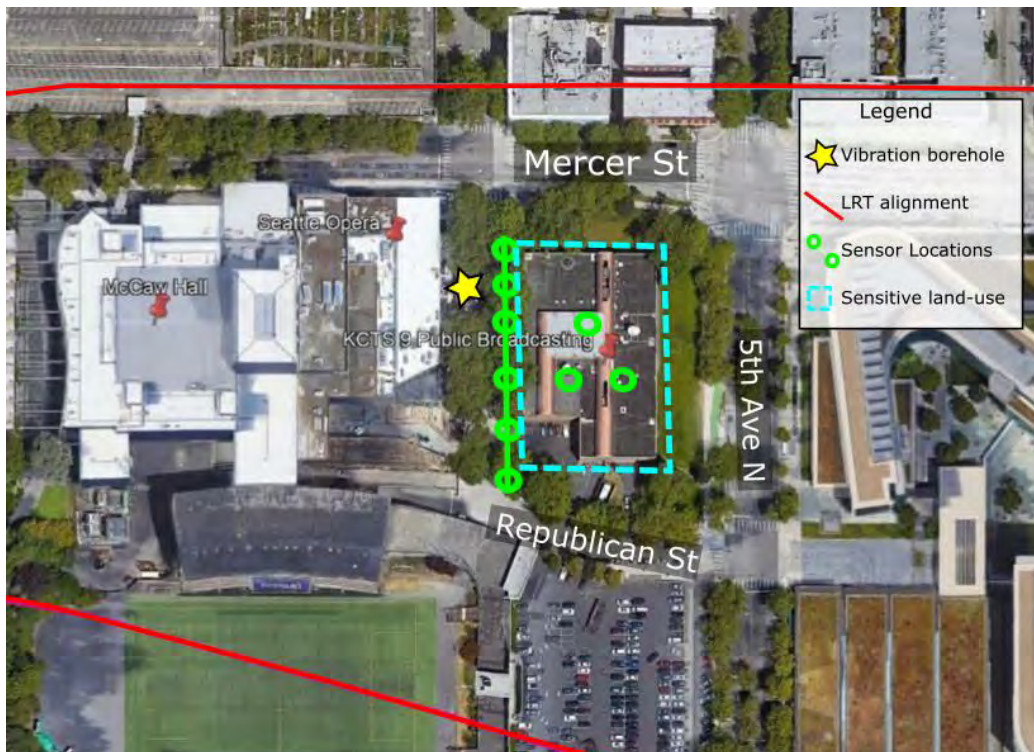 Legend
Vibration borehole
LRT alignment
Sensor Locations
Sensitive land-use
Mercer St
Seattle Opera
McCaw Hall
KCTS 9 Public Broadcasting
5th Ave N
Republican St